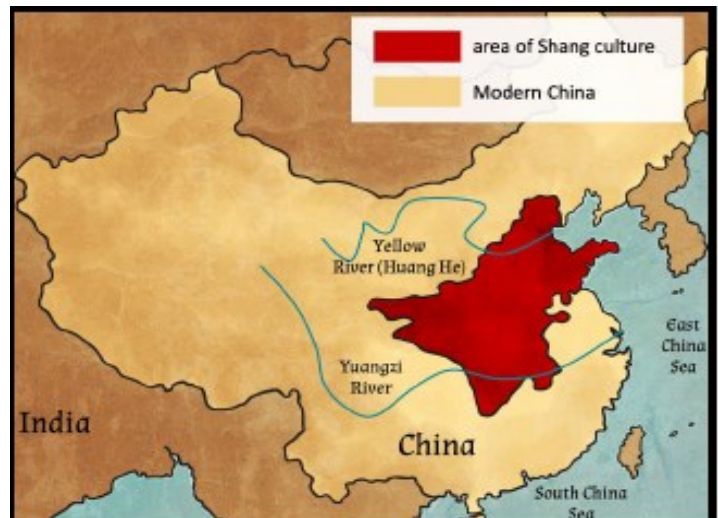 area of Shang culture
Modern China
Yellow
River (Huang He)
East
China
Sea
Yuangzi
River
India
China
South China
Sea